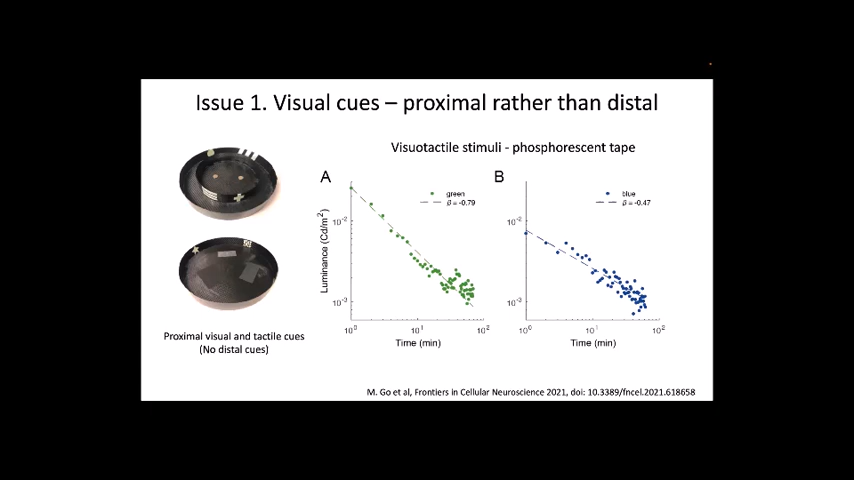 Issue 1. Visual cues – proximal rather than distal
Visuotactile stimuli - phosphorescent tape
Proximal visual and tactile cues
(No distal cues)
A
Luminance (Cd/m²)
10⁻²
10⁻³
green
β = -0.79
10⁰
10¹
10²
Time (min)
B
10⁻²
10⁻³
blue
β = -0.47
10⁰
10¹
10²
Time (min)
M. Go et al, Frontiers in Cellular Neuroscience 2021, doi: 10.3389/fncel.2021.618658